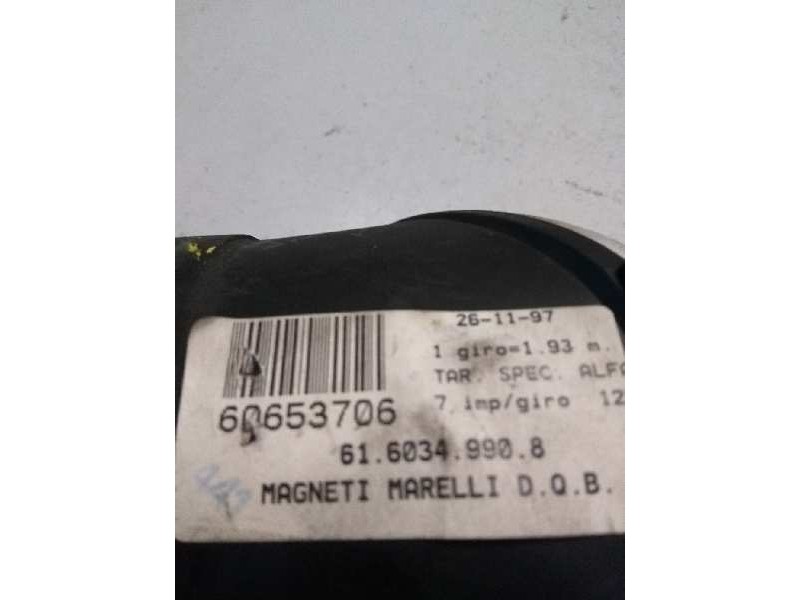 26-11-97
1 giro=1.93 m.
TAR. SPEC. ALFA
7 imp/giro 12
60653706
61.6034.990.8
MAGNETI MARELLI D.Q.B.